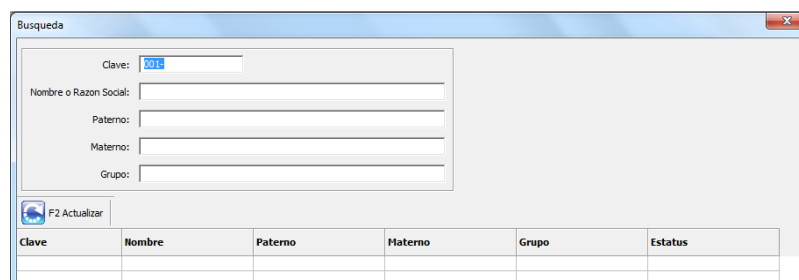 Busqueda
Clave: 001-
Nombre o Razon Social:
Paterno:
Materno:
Grupo:
F2 Actualizar
Clave Nombre Paterno Materno Grupo Estatus